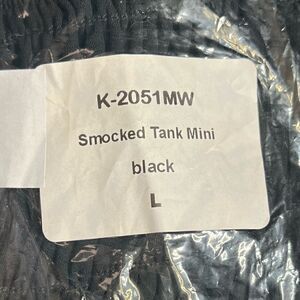 K-2051MW
Smocked Tank Mini
black
L